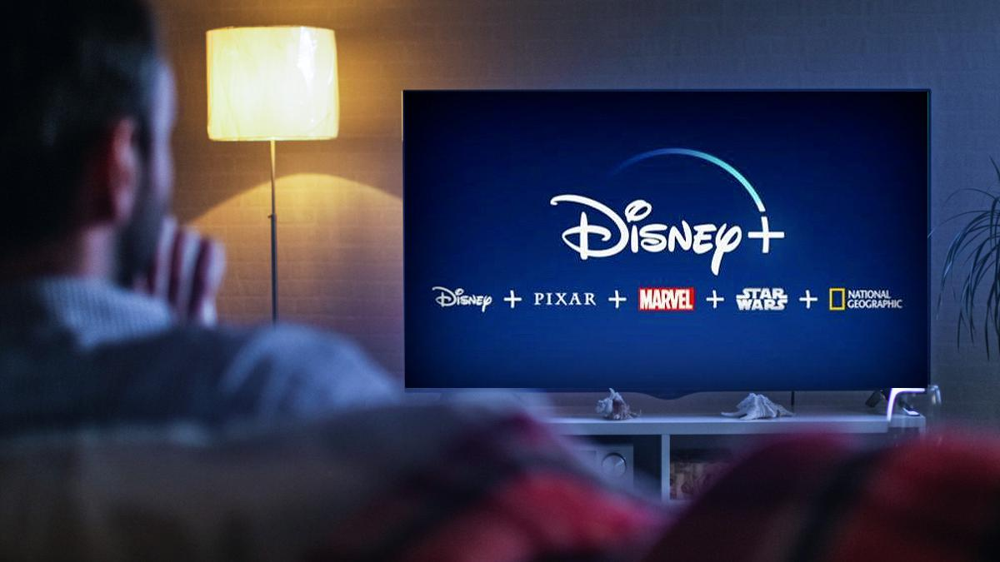 Disney+
Disney + PIXAR + MARVEL + STAR WARS + NATIONAL GEOGRAPHIC